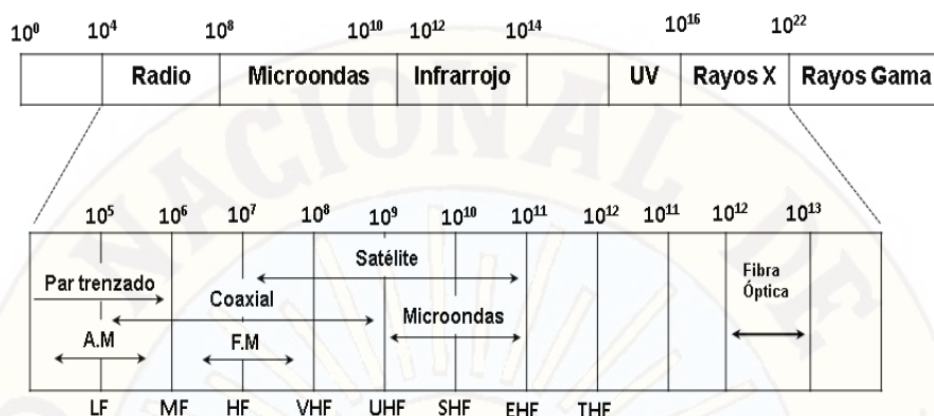 10⁰ 10⁴ 10⁸ 10¹⁰ 10¹² 10¹⁴ 10¹⁶ 10²²
Radio Microondas Infrarrojo UV Rayos X Rayos Gama
NACIONAL DE
10⁵ 10⁶ 10⁷ 10⁸ 10⁹ 10¹⁰ 10¹¹ 10¹² 10¹¹ 10¹² 10¹³
Satélite
Par trenzado
Fibra
Óptica
Coaxial
Microondas
A.M F.M
LF MF HF VHF UHF SHF EHF THF